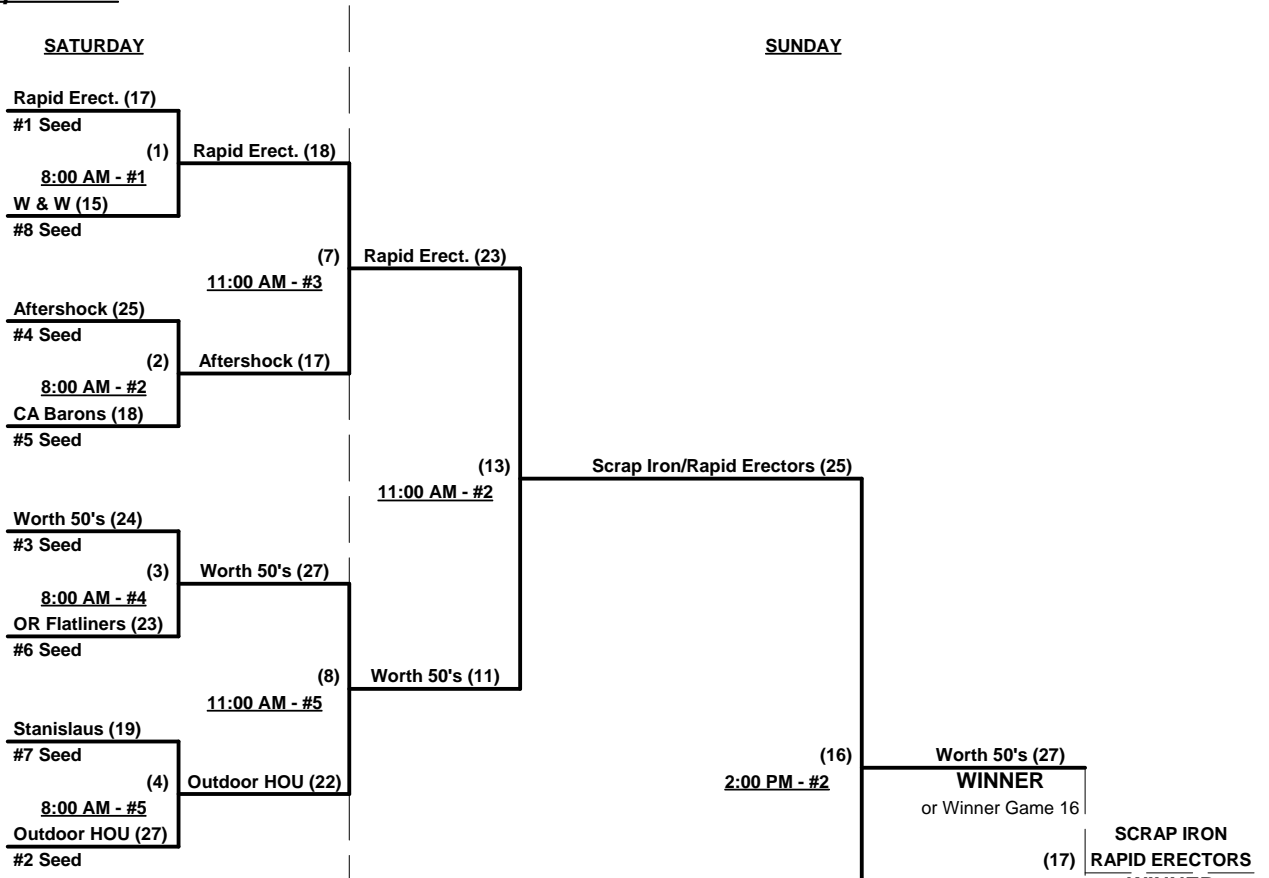 SATURDAY
SUNDAY
Rapid Erect. (17)
#1 Seed
(1)
Rapid Erect. (18)
8:00 AM - #1
W & W (15)
#8 Seed
(7)
Rapid Erect. (23)
11:00 AM - #3
Aftershock (25)
#4 Seed
(2)
Aftershock (17)
8:00 AM - #2
CA Barons (18)
#5 Seed
(13)
Scrap Iron/Rapid Erectors (25)
11:00 AM - #2
Worth 50's (24)
#3 Seed
(3)
Worth 50's (27)
8:00 AM - #4
OR Flatliners (23)
#6 Seed
(8)
Worth 50's (11)
11:00 AM - #5
Stanislaus (19)
#7 Seed
(4)
Outdoor HOU (22)
8:00 AM - #5
Outdoor HOU (27)
#2 Seed
(16)
Worth 50's (27)
2:00 PM - #2
WINNER
or Winner Game 16
SCRAP IRON
(17)
RAPID ERECTORS
WINNER